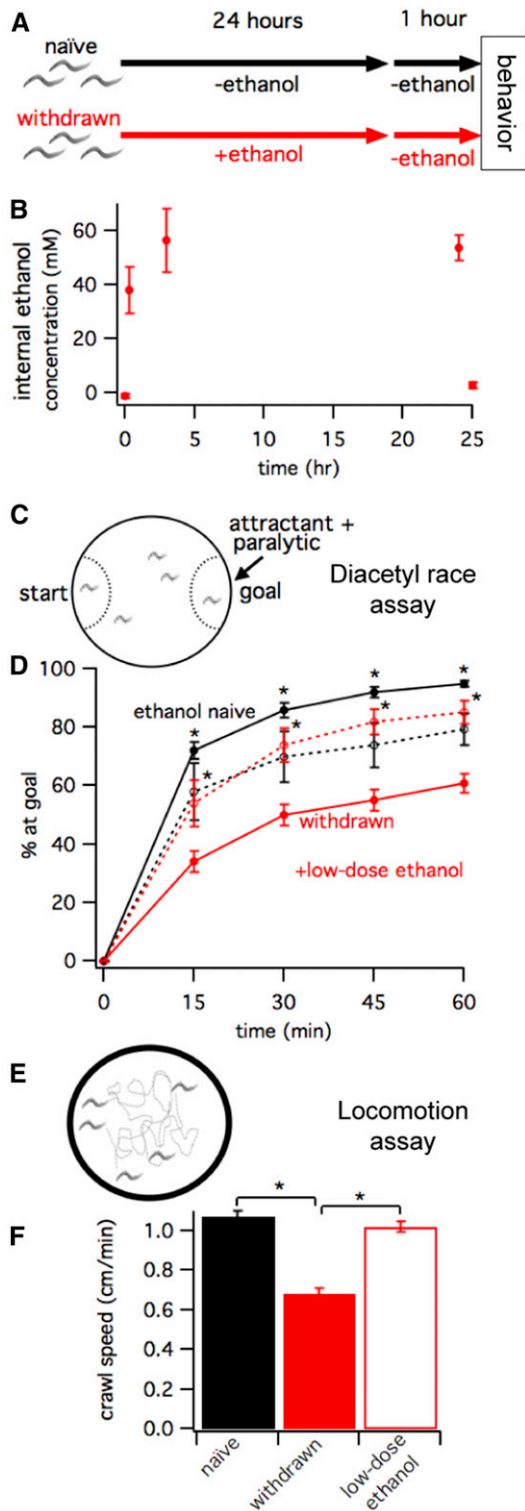 A
24 hours
1 hour
naïve
-ethanol
-ethanol
behavior
withdrawn
+ethanol
-ethanol
B
internal ethanol
concentration (mM)
60
40
20
0
0
5
10
15
20
25
time (hr)
C
attractant +
paralytic
start
goal
Diacetyl race
assay
D
% at goal
100
80
60
40
20
0
ethanol naive
*
*
*
*
*
*
*
*
withdrawn
+low-dose ethanol
0
15
30
45
60
time (min)
E
Locomotion
assay
F
crawl speed (cm/min)
*
*
1.0
0.8
0.6
0.4
0.2
0.0
naïve
withdrawn
low-dose
ethanol